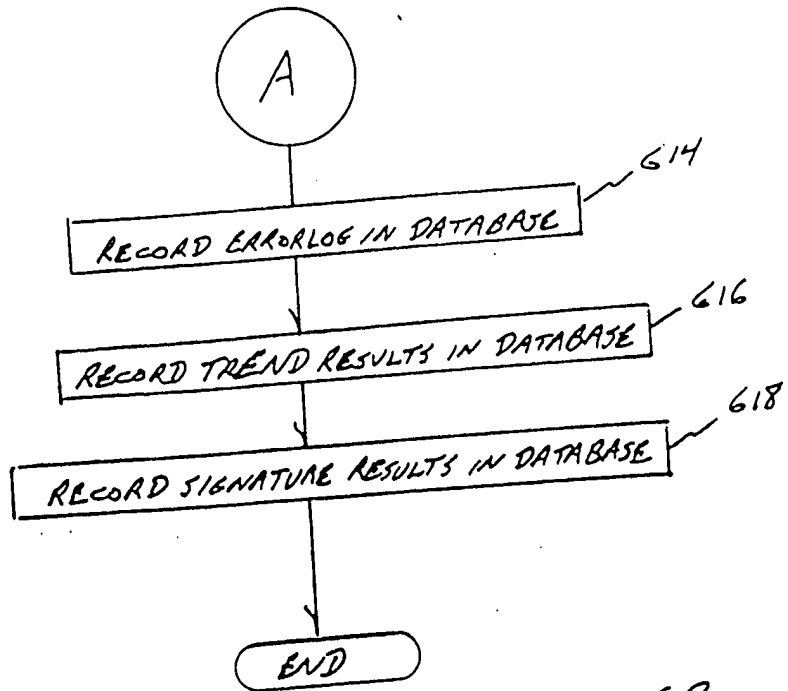 A
614
RECORD ERRORLOG IN DATABASE
616
RECORD TREND RESULTS IN DATABASE
618
RECORD SIGNATURE RESULTS IN DATABASE
END